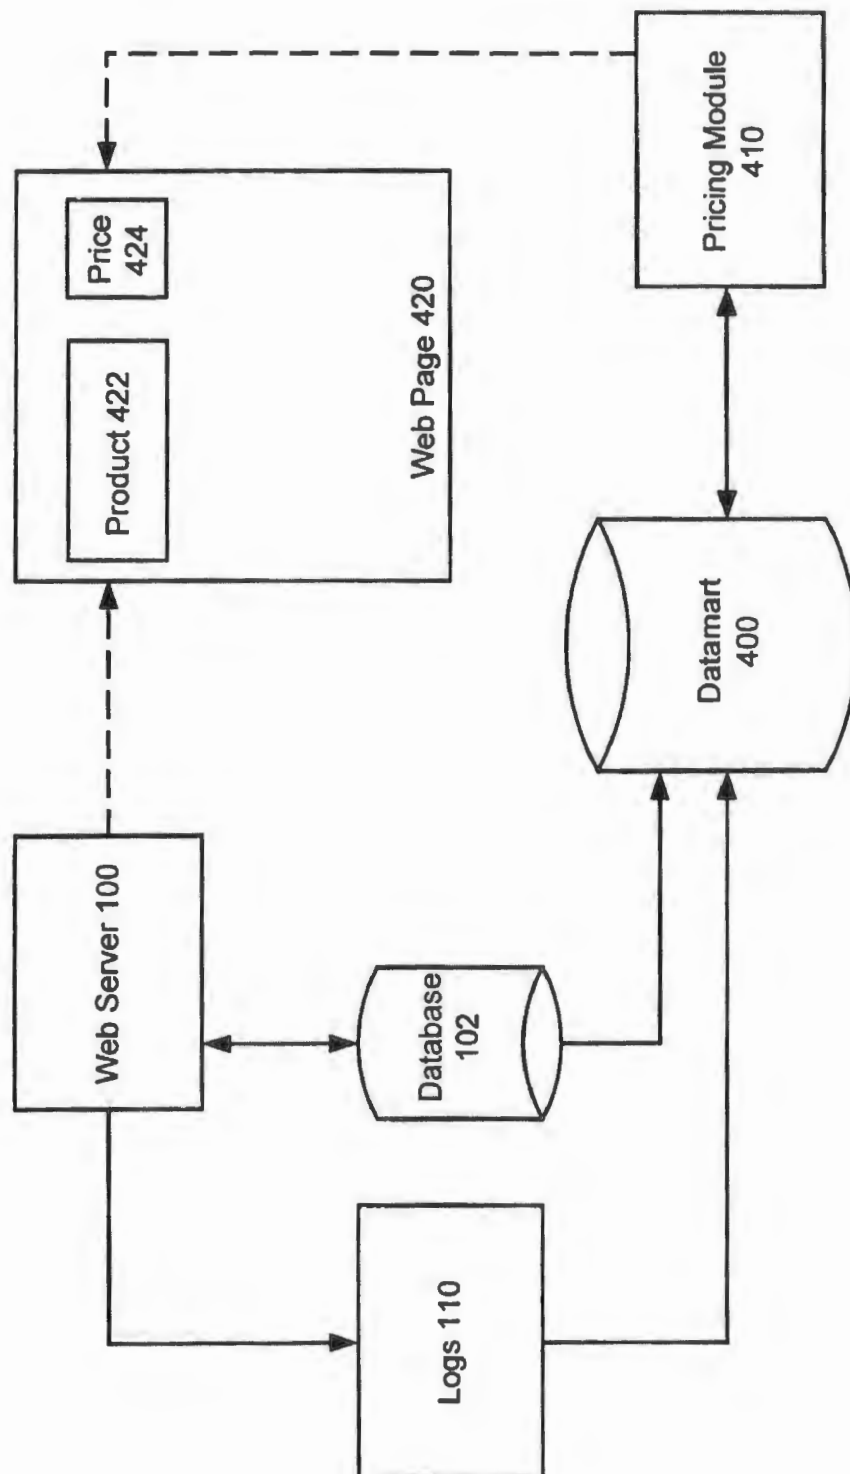 Logs 110
Web Server 100
Database
102
Product 422
Price
424
Web Page 420
Datamart
400
Pricing Module
410